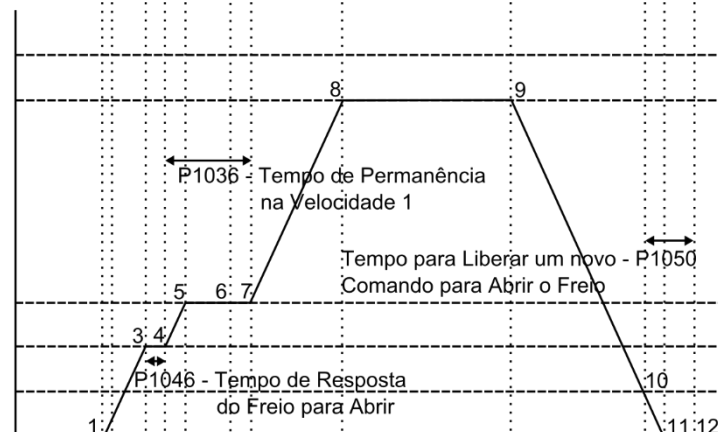 8
9
P1036 - Tempo de Permanência
na Velocidade 1
Tempo para Liberar um novo - P1050
Comando para Abrir o Freio
5
6
7
3
4
P1046 - Tempo de Resposta
do Freio para Abrir
10
1
11
12